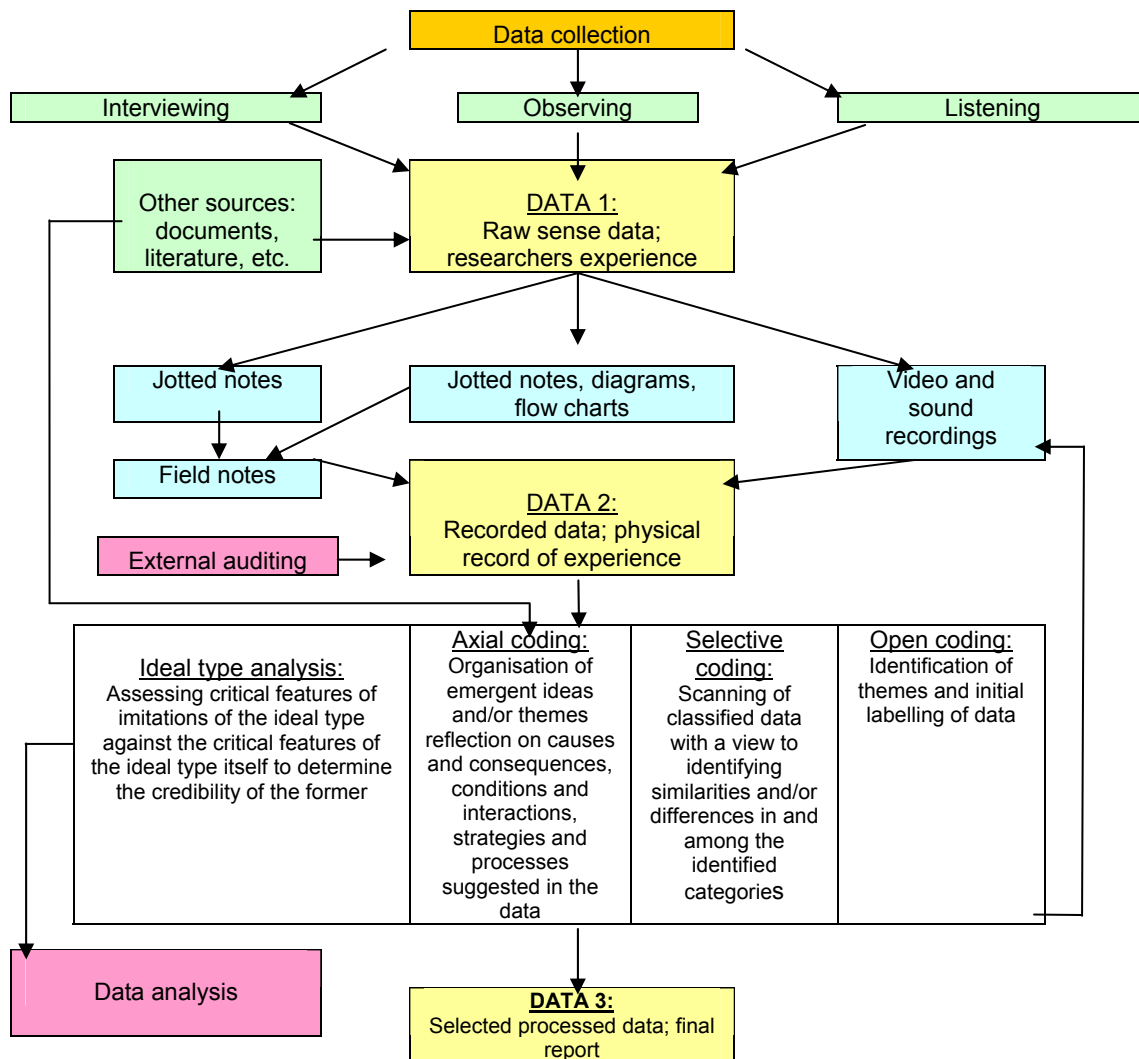 Data collection
Interviewing
Observing
Listening
Other sources:
documents,
literature, etc.
DATA 1:
Raw sense data;
researchers experience
Jotted notes
Jotted notes, diagrams,
flow charts
Video and
sound
recordings
Field notes
DATA 2:
Recorded data; physical
record of experience
External auditing
Ideal type analysis:
Assessing critical features of
imitations of the ideal type
against the critical features of
the ideal type itself to determine
the credibility of the former
Axial coding:
Organisation of
emergent ideas
and/or themes
reflection on causes
and consequences,
conditions and
interactions,
strategies and
processes
suggested in the
data
Selective
coding:
Scanning of
classified data
with a view to
identifying
similarities and/or
differences in and
among the
identified
categories
Open coding:
Identification of
themes and initial
labelling of data
Data analysis
DATA 3:
Selected processed data; final
report